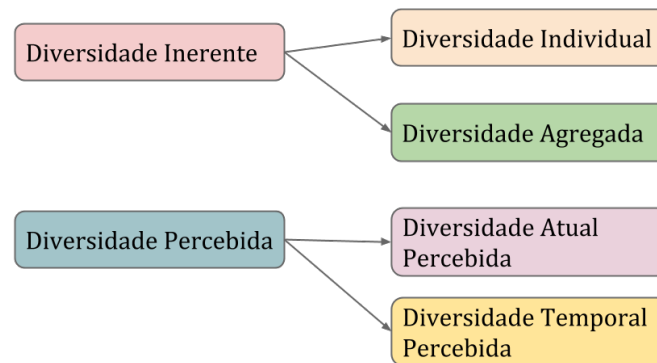 Diversidade Inerente
Diversidade Individual
Diversidade Agregada
Diversidade Percebida
Diversidade Atual
Percebida
Diversidade Temporal
Percebida